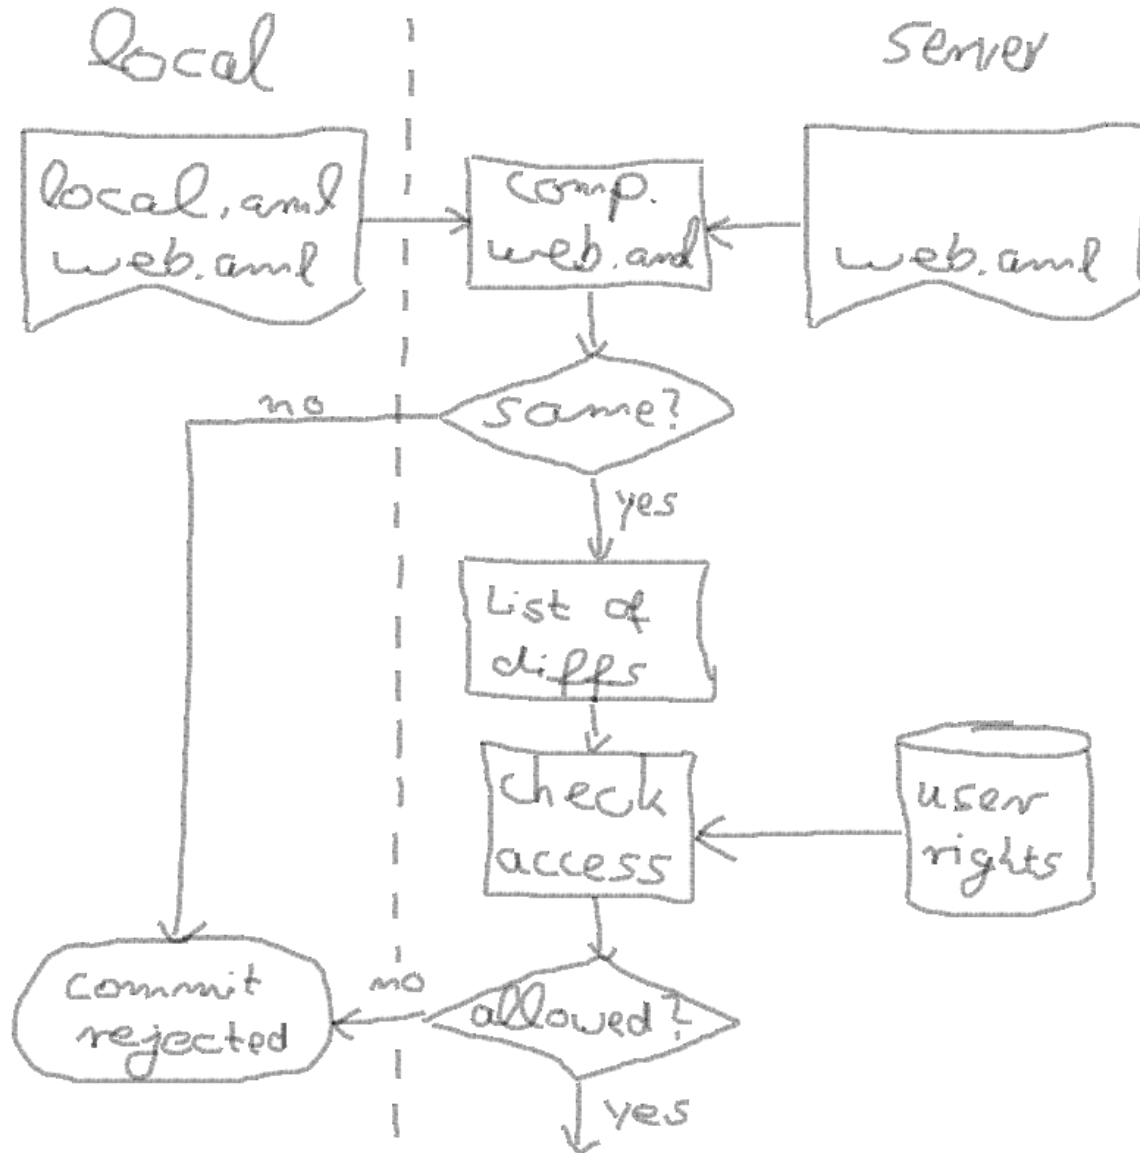 local
server
local.aml
web.aml
comp.
web.aml
web.aml
same?
no
yes
List of
diffs
check
access
user
rights
commit
rejected
no
allowed?
yes